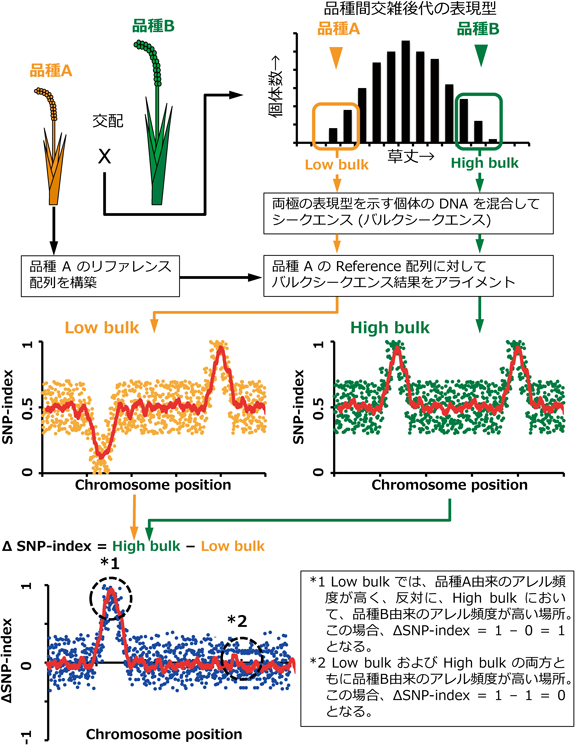 品種間交雑後代の表現型
品種A
品種B
品種B
品種A
交配
X
個体数→
草丈→
Low bulk
High bulk
両極の表現型を示す個体の DNA を混合して
シークエンス (バルクシークエンス)
品種 A のリファレンス
配列を構築
品種 A の Reference 配列に対して
バルクシークエンス結果をアライメント
Low bulk
High bulk
SNP-index
1
0.5
0
Chromosome position
SNP-index
1
0.5
0
Chromosome position
Δ SNP-index = High bulk – Low bulk
*1
*2
ΔSNP-index
1
0
-1
Chromosome position
*1 Low bulk では、品種A由来のアレル頻
度が高く、反対に、High bulk におい
て、品種B由来のアレル頻度が高い場所。
この場合、ΔSNP-index = 1 – 0 = 1
となる。
*2 Low bulk および High bulk の両方と
もに品種B由来のアレル頻度が高い場所。
この場合、ΔSNP-index = 1 – 1 = 0
となる。